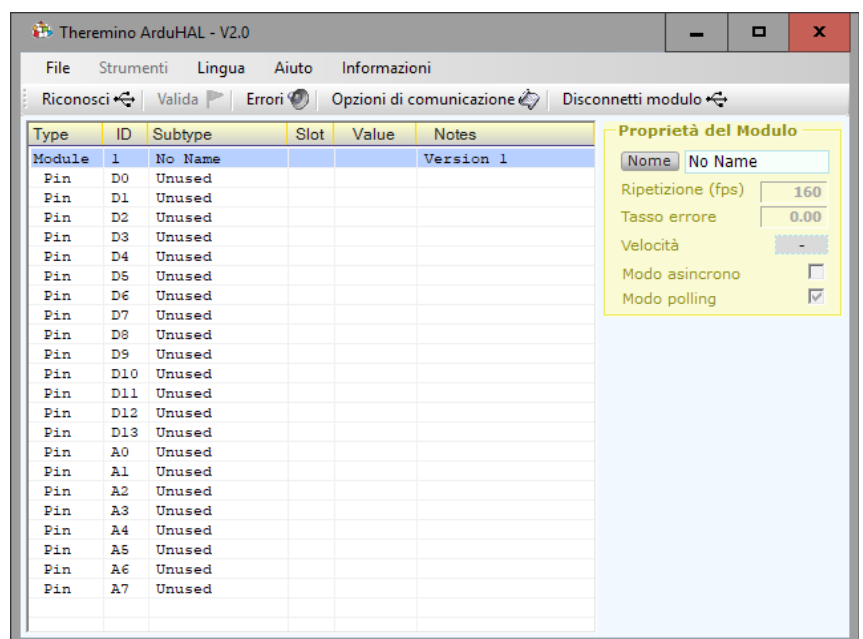 Theremino ArduHAL - V2.0
File Strumenti Lingua Aiuto Informazioni
Riconosci Valida Errori Opzioni di comunicazione Disconnetti modulo
Type ID Subtype Slot Value Notes
Module 1 No Name Version 1
Pin D0 Unused
Pin D1 Unused
Pin D2 Unused
Pin D3 Unused
Pin D4 Unused
Pin D5 Unused
Pin D6 Unused
Pin D7 Unused
Pin D8 Unused
Pin D9 Unused
Pin D10 Unused
Pin D11 Unused
Pin D12 Unused
Pin D13 Unused
Pin A0 Unused
Pin A1 Unused
Pin A2 Unused
Pin A3 Unused
Pin A4 Unused
Pin A5 Unused
Pin A6 Unused
Pin A7 Unused
Proprietà del Modulo
Nome No Name
Ripetizione (fps) 160
Tasso errore 0.00
Velocità -
Modo asincrono
Modo polling